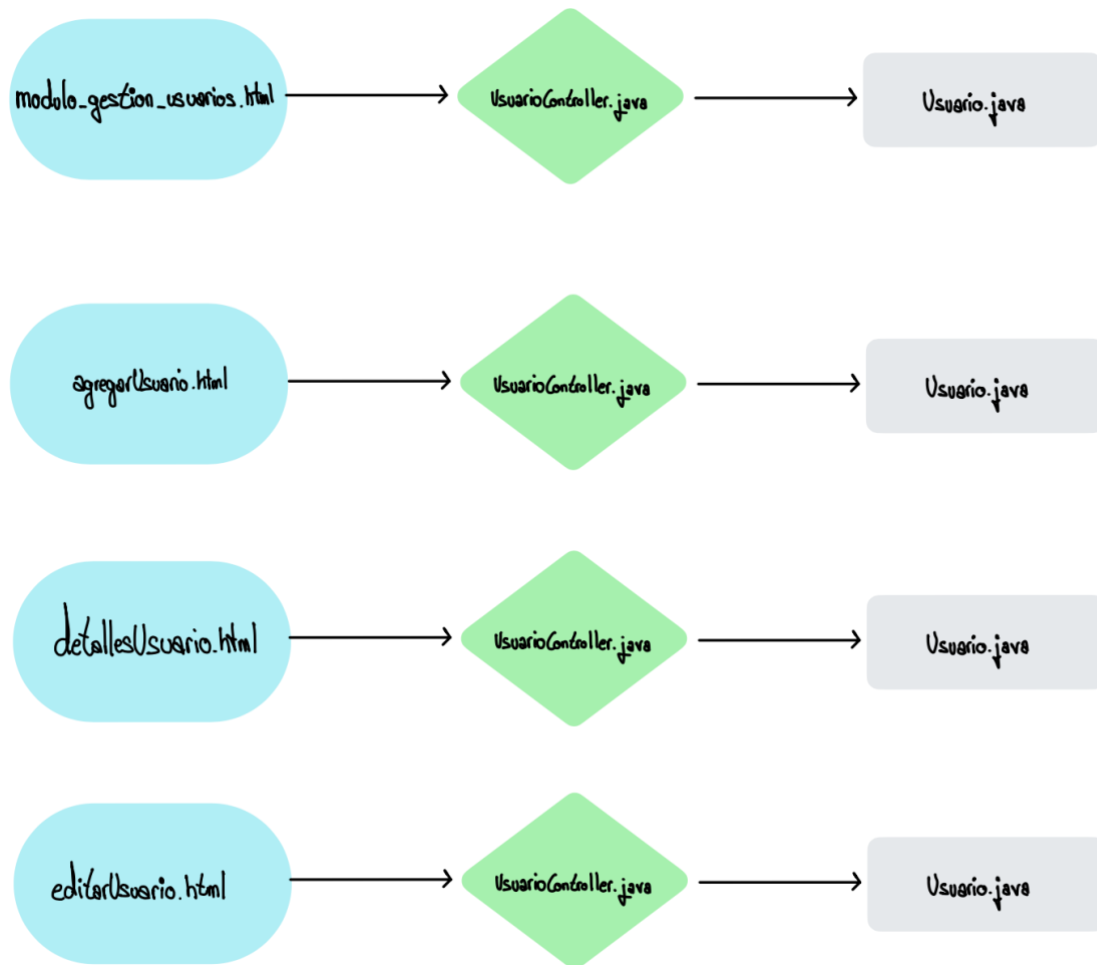 modulo_gestion_usuarios.html
UsuarioController.java
Usuario.java
agregarUsuario.html
UsuarioController.java
Usuario.java
detallesUsuario.html
UsuarioController.java
Usuario.java
editarUsuario.html
UsuarioController.java
Usuario.java